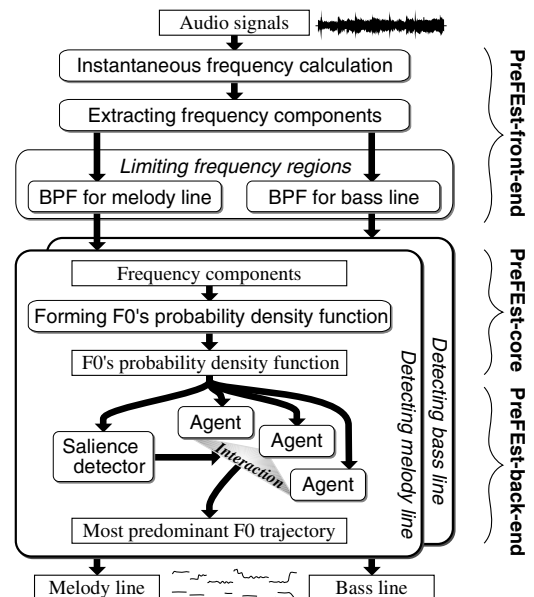 Audio signals
Instantaneous frequency calculation
Extracting frequency components
Limiting frequency regions
BPF for melody line
BPF for bass line
PreFEst-front-end
Frequency components
Forming F0's probability density function
F0's probability density function
PreFEst-core
Agent
Agent
Agent
Salience
detector
Interaction
Most predominant F0 trajectory
Detecting melody line
Detecting bass line
PreFEst-back-end
Melody line
Bass line